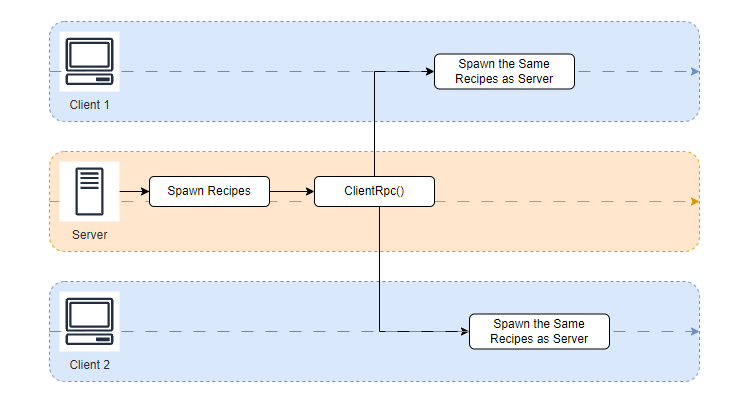 Spawn the Same
Recipes as Server
Client 1
Spawn Recipes
ClientRpc()
Server
Spawn the Same
Recipes as Server
Client 2